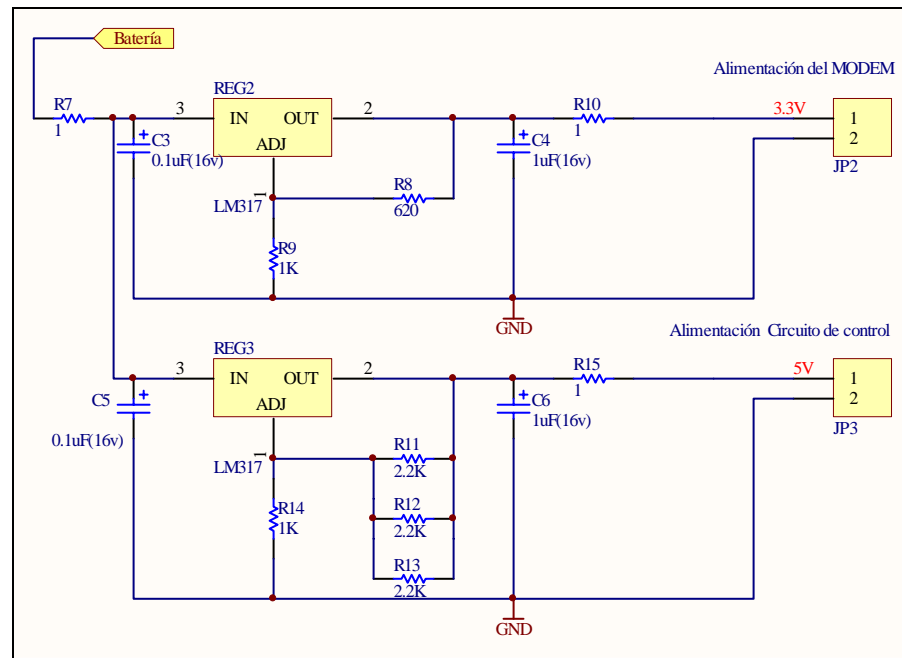 Batería
Alimentación del MODEM
R7
1
3
REG2
IN
OUT
ADJ
2
1
LM317
C3
0.1uF(16v)
R8
620
R9
1K
C4
1uF(16v)
R10
1
3.3V
1
2
JP2
GND
Alimentación Circuito de control
3
REG3
IN
OUT
ADJ
2
1
LM317
C5
0.1uF(16v)
R11
2.2K
R12
2.2K
R13
2.2K
R14
1K
C6
1uF(16v)
R15
1
5V
1
2
JP3
GND